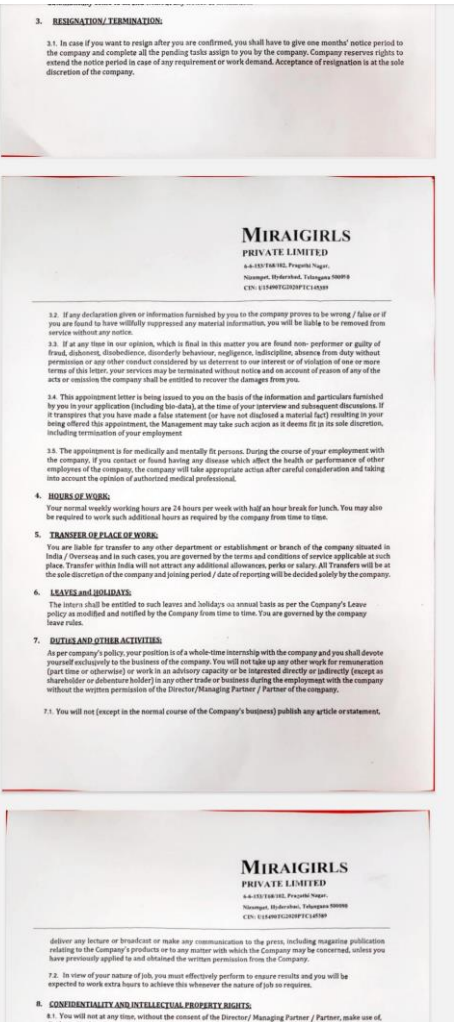 3. RESIGNATION/ TERMINATION:
3.1. In case if you want to resign after you are confirmed, you shall have to give one months' notice period to
the company and complete all the pending tasks assign to you by the company. Company reserves rights to
extend the notice period in case of any requirement or work demand. Acceptance of resignation is at the sole
discretion of the company.
MIRAIGIRLS
PRIVATE LIMITED
Pragathi Nagar,
Nizampet, Hyderabad, Telangana
CIN:
3.2. If any declaration given or information furnished by you to the company proves to be wrong / false or if
you are found to have willfully suppressed any material information, you will be liable to be removed from
service without any notice.
3.3. If at any time in our opinion, which is final in this matter you are found non- performer or guilty of
fraud, dishonest, disobedience, disorderly behaviour, negligence, indiscipline, absence from duty without
permission or any other conduct considered by us deterrent to our interest or of violation of one or more
terms of this letter, your services may be terminated without notice and on account of reason of any of the
acts or omission the company shall be entitled to recover the damages from you.
3.4. This appointment letter is being issued to you on the basis of the information and particulars furnished
by you in your application (including bio-data), at the time of your interview and subsequent discussions. If
it transpires that you have made a false statement (or have not disclosed a material fact) resulting in your
being offered this appointment, the Management may take such action as it deems fit in its sole discretion,
including termination of your employment
3.5. The appointment is for medically and mentally fit persons. During the course of your employment with
the company, if you contact or found having any disease which affect the health or performance of other
employees of the company, the company will take appropriate action after careful consideration and taking
into account the opinion of authorized medical professional.
4. HOURS OF WORK:
Your normal weekly working hours are 24 hours per week with half an hour break for lunch. You may also
be required to work such additional hours as required by the company from time to time.
5. TRANSFER OF PLACE OF WORK:
You are liable for transfer to any other department or establishment or branch of the company situated in
India / Overseas and in such cases, you are governed by the terms and conditions of service applicable at such
place. Transfer within India will not attract any additional allowances, perks or salary. All Transfers will be at
the sole discretion of the company and joining period / date of reporting will be decided solely by the company.
6. LEAVES and HOLIDAYS:
The intern shall be entitled to such leaves and holidays on annual basis as per the Company's Leave
policy as modified and notified by the Company from time to time. You are governed by the company
leave rules.
7. DUTIES AND OTHER ACTIVITIES:
As per company's policy, your position is of a whole-time internship with the company and you shall devote
yourself exclusively to the business of the company. You will not take up any other work for remuneration
(part time or otherwise) or work in an advisory capacity or be interested directly or indirectly (except as
shareholder or debenture holder) in any other trade or business during the employment with the company
without the written permission of the Director/Managing Partner / Partner of the company.
7.1. You will not (except in the normal course of the Company's business) publish any article or statement,
MIRAIGIRLS
PRIVATE LIMITED
Pragathi Nagar,
Nizampet, Hyderabad, Telangana
CIN:
deliver any lecture or broadcast or make any communication to the press, including magazine publication
relating to the Company's products or to any matter with which the Company may be concerned, unless you
have previously applied to and obtained the written permission from the Company.
7.2. In view of your nature of job, you must effectively perform to ensure results and you will be
expected to work extra hours to achieve this whenever the nature of job so requires.
8. CONFIDENTIALITY AND INTELLECTUAL PROPERTY RIGHTS:
8.1. You will not at any time, without the consent of the Director/ Managing Partner / Partner, make use of,